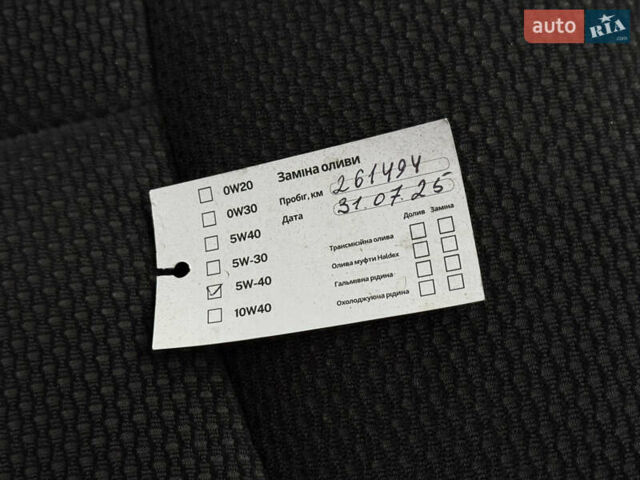 auto RIA.com
Заміна оливи
Пробіг, км 261494
Дата 31.07.25
0W20
0W30
5W40
5W-30
5W-40
10W40
Долив Заміна
Трансмісійна олива
Олива муфти Haldex
Гальмівна рідина
Охолоджуюча рідина